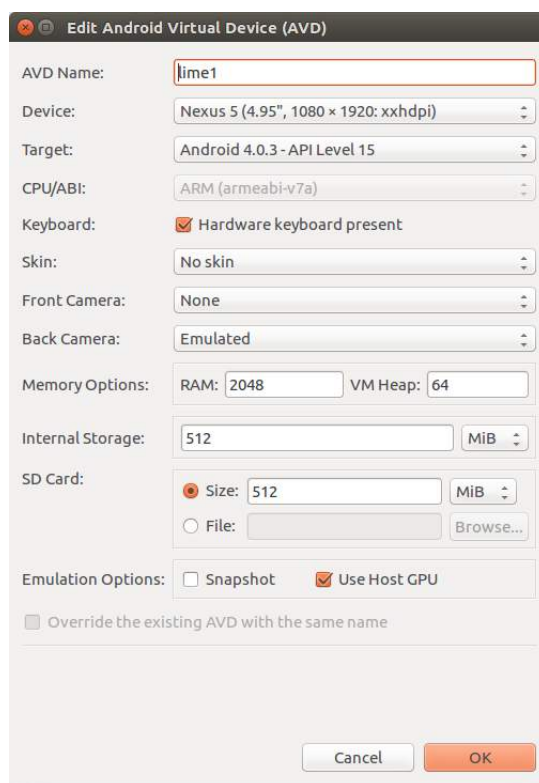 Edit Android Virtual Device (AVD)
AVD Name: lime1
Device: Nexus 5 (4.95", 1080 × 1920: xxhdpi)
Target: Android 4.0.3 - API Level 15
CPU/ABI: ARM (armeabi-v7a)
Keyboard: Hardware keyboard present
Skin: No skin
Front Camera: None
Back Camera: Emulated
Memory Options: RAM: 2048 VM Heap: 64
Internal Storage: 512 MiB
SD Card:
Size: 512 MiB
File: Browse...
Emulation Options: Snapshot Use Host GPU
Override the existing AVD with the same name
Cancel OK